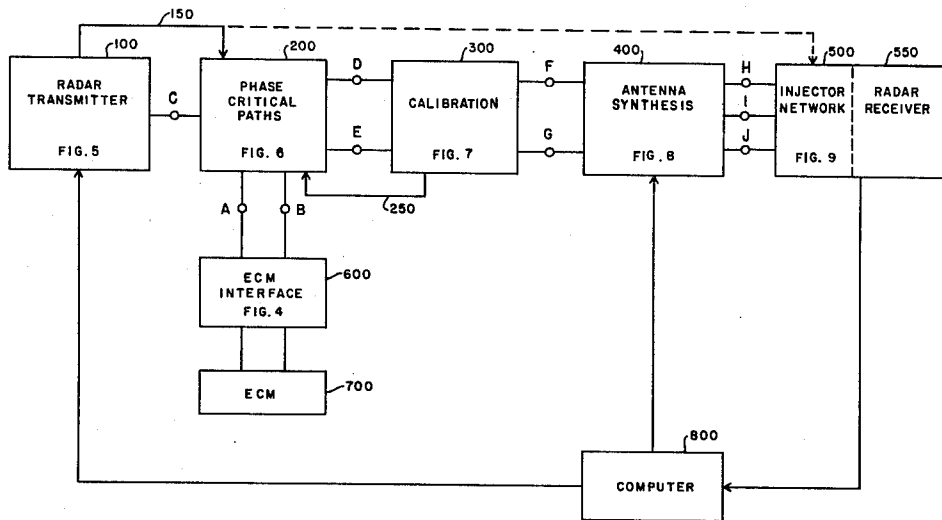 150
100
RADAR
TRANSMITTER
FIG. 5
C
200
PHASE
CRITICAL
PATHS
FIG. 6
D
E
300
CALIBRATION
FIG. 7
250
F
G
400
ANTENNA
SYNTHESIS
FIG. 8
H
I
J
500
INJECTOR
NETWORK
FIG. 9
550
RADAR
RECEIVER
A
B
600
ECM
INTERFACE
FIG. 4
700
ECM
800
COMPUTER